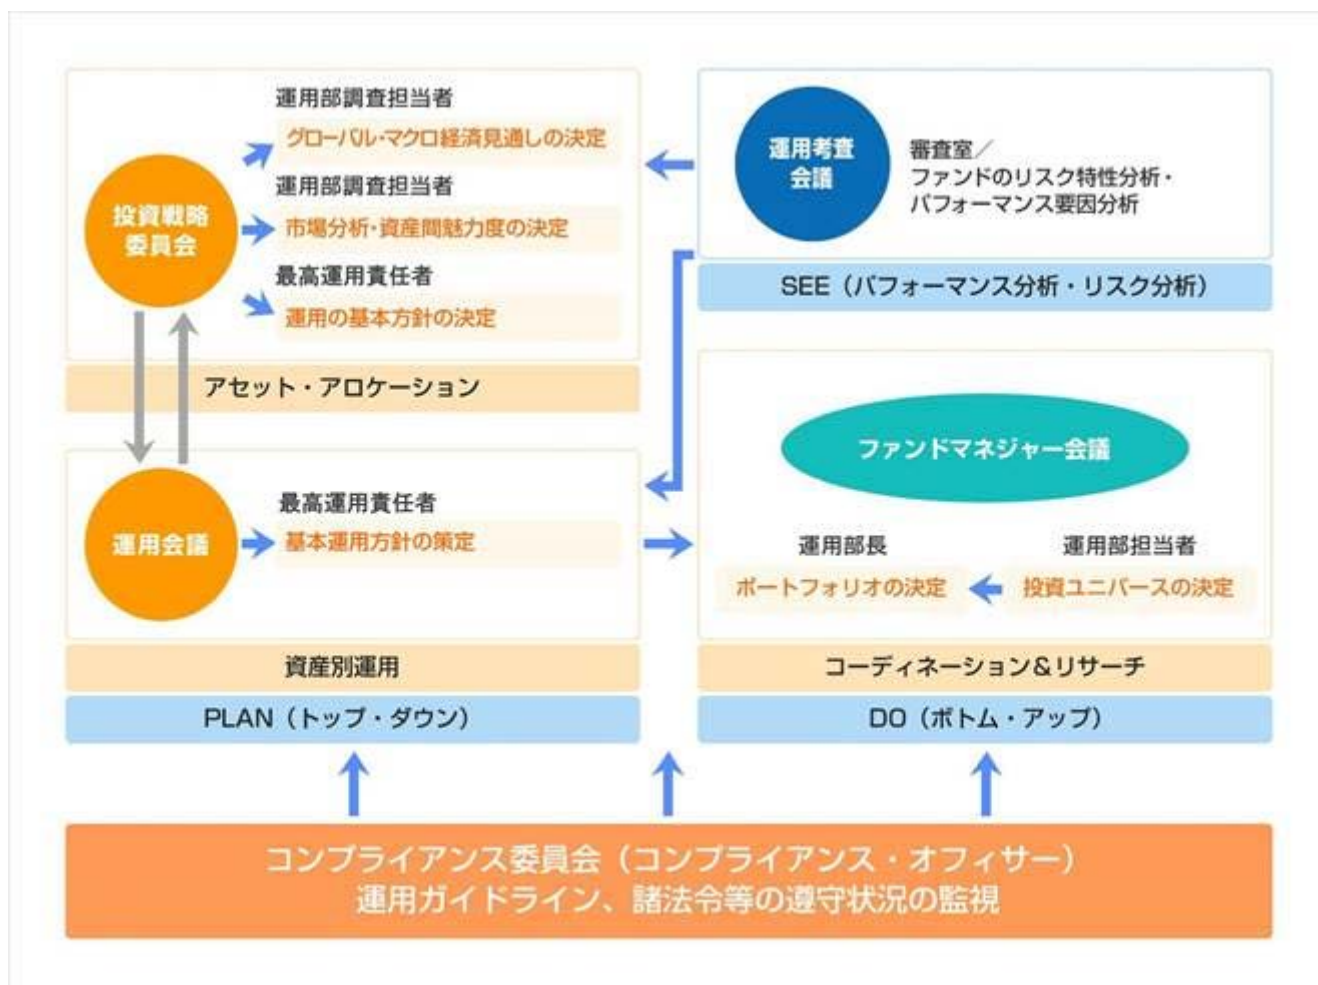 投資戦略
委員会
運用部調査担当者
グローバル・マクロ経済見通しの決定
運用部調査担当者
市場分析・資産間魅力度の決定
最高運用責任者
運用の基本方針の決定
アセット・アロケーション
運用会議
最高運用責任者
基本運用方針の策定
資産別運用
PLAN（トップ・ダウン）
運用考査
会議
審査室／
ファンドのリスク特性分析・
パフォーマンス要因分析
SEE（パフォーマンス分析・リスク分析）
ファンドマネジャー会議
運用部長
ポートフォリオの決定
運用部担当者
投資ユニバースの決定
コーディネーション＆リサーチ
DO（ボトム・アップ）
コンプライアンス委員会（コンプライアンス・オフィサー）
運用ガイドライン、諸法令等の遵守状況の監視